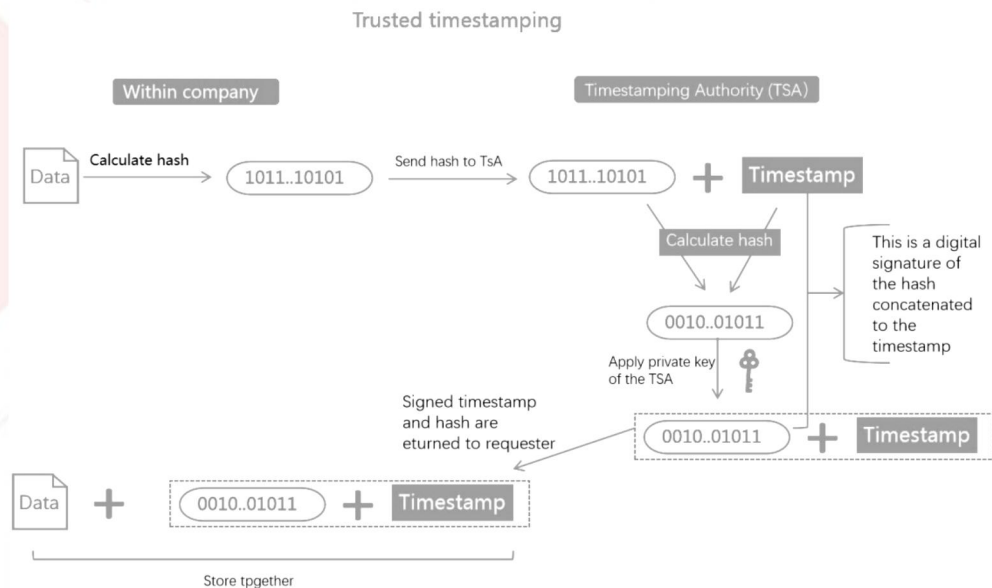 Trusted timestamping
Within company
Timestamping Authority (TSA)
Data
Calculate hash
1011..10101
Send hash to TsA
1011..10101
+
Timestamp
Calculate hash
This is a digital
signature of
the hash
concatenated
to the
timestamp
0010..01011
Apply private key
of the TSA
Signed timestamp
and hash are
eturned to requester
0010..01011
+
Timestamp
Data
+
0010..01011
+
Timestamp
Store tpgether